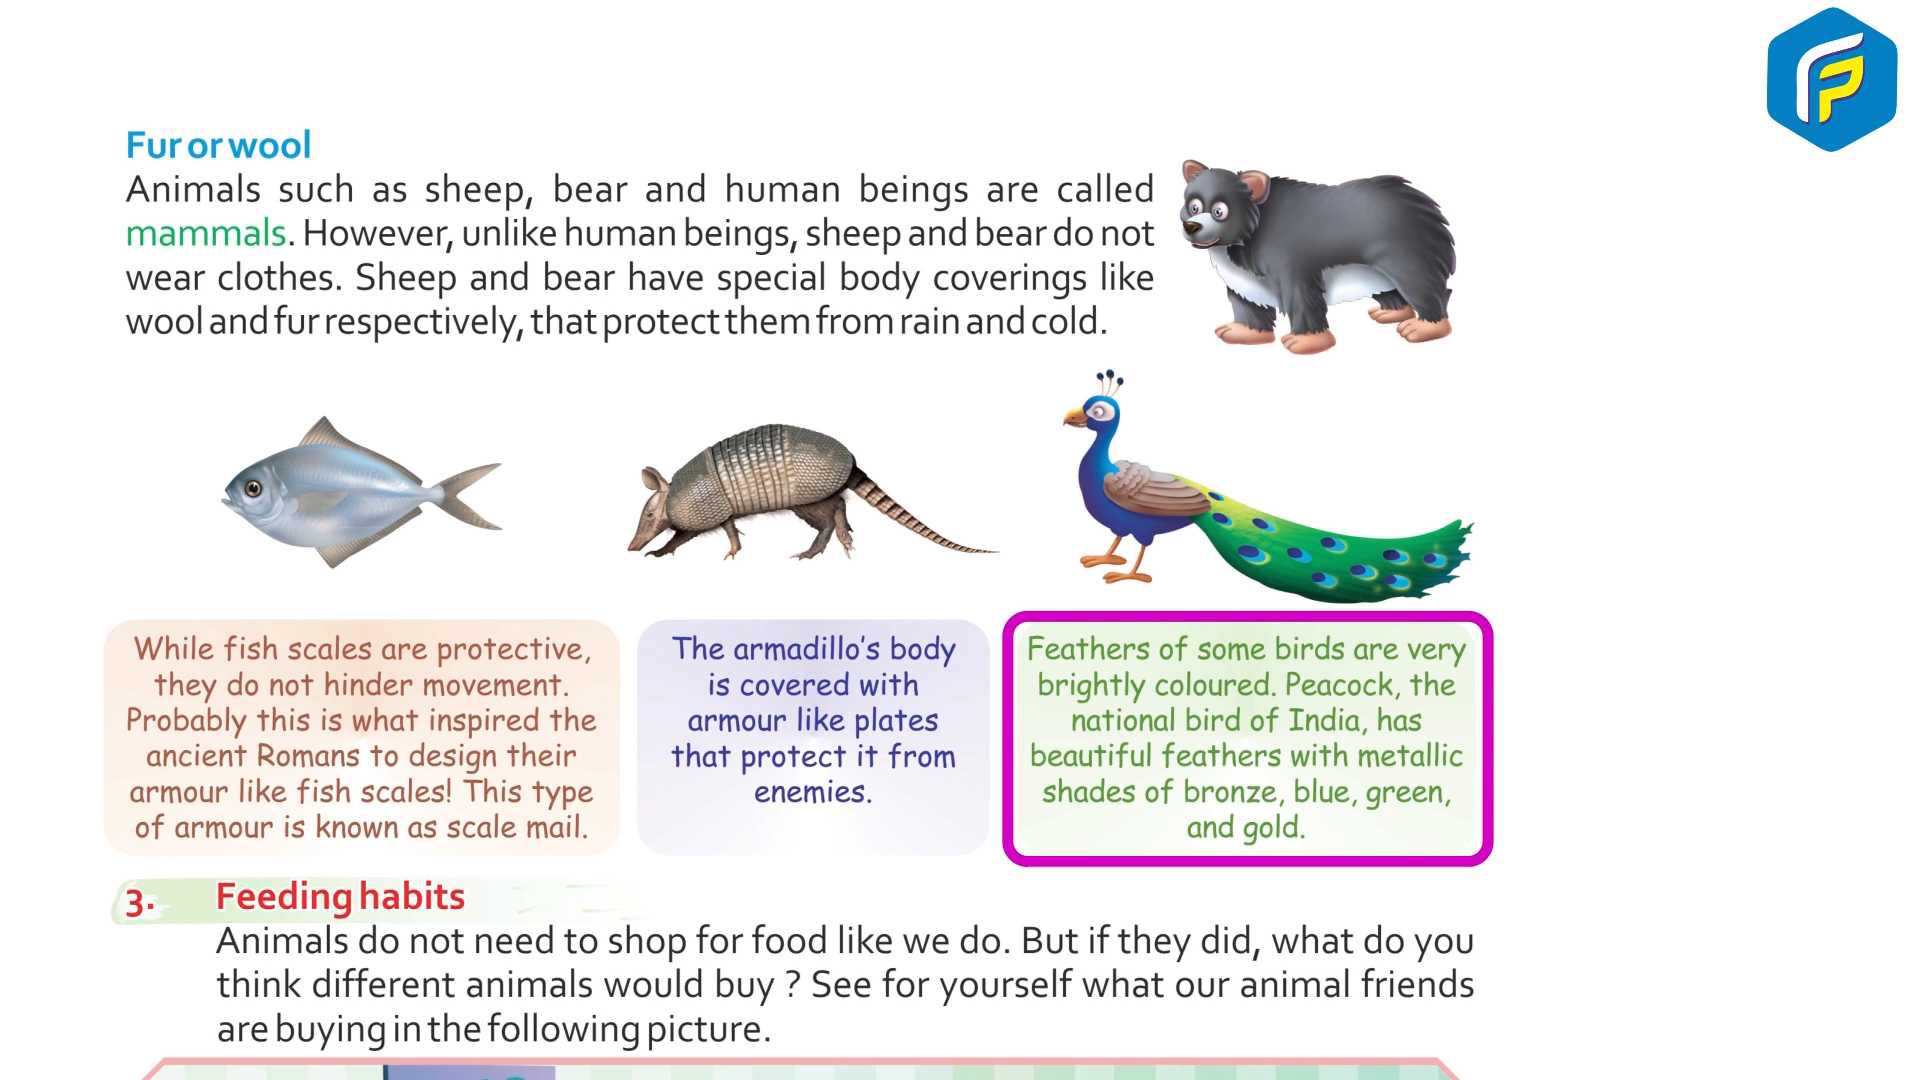 Fur or wool
Animals such as sheep, bear and human beings are called
mammals. However, unlike human beings, sheep and bear do not
wear clothes. Sheep and bear have special body coverings like
wool and fur respectively, that protect them from rain and cold.
While fish scales are protective,
they do not hinder movement.
Probably this is what inspired the
ancient Romans to design their
armour like fish scales! This type
of armour is known as scale mail.
The armadillo's body
is covered with
armour like plates
that protect it from
enemies.
Feathers of some birds are very
brightly coloured. Peacock, the
national bird of India, has
beautiful feathers with metallic
shades of bronze, blue, green,
and gold.
3. Feeding habits
Animals do not need to shop for food like we do. But if they did, what do you
think different animals would buy ? See for yourself what our animal friends
are buying in the following picture.